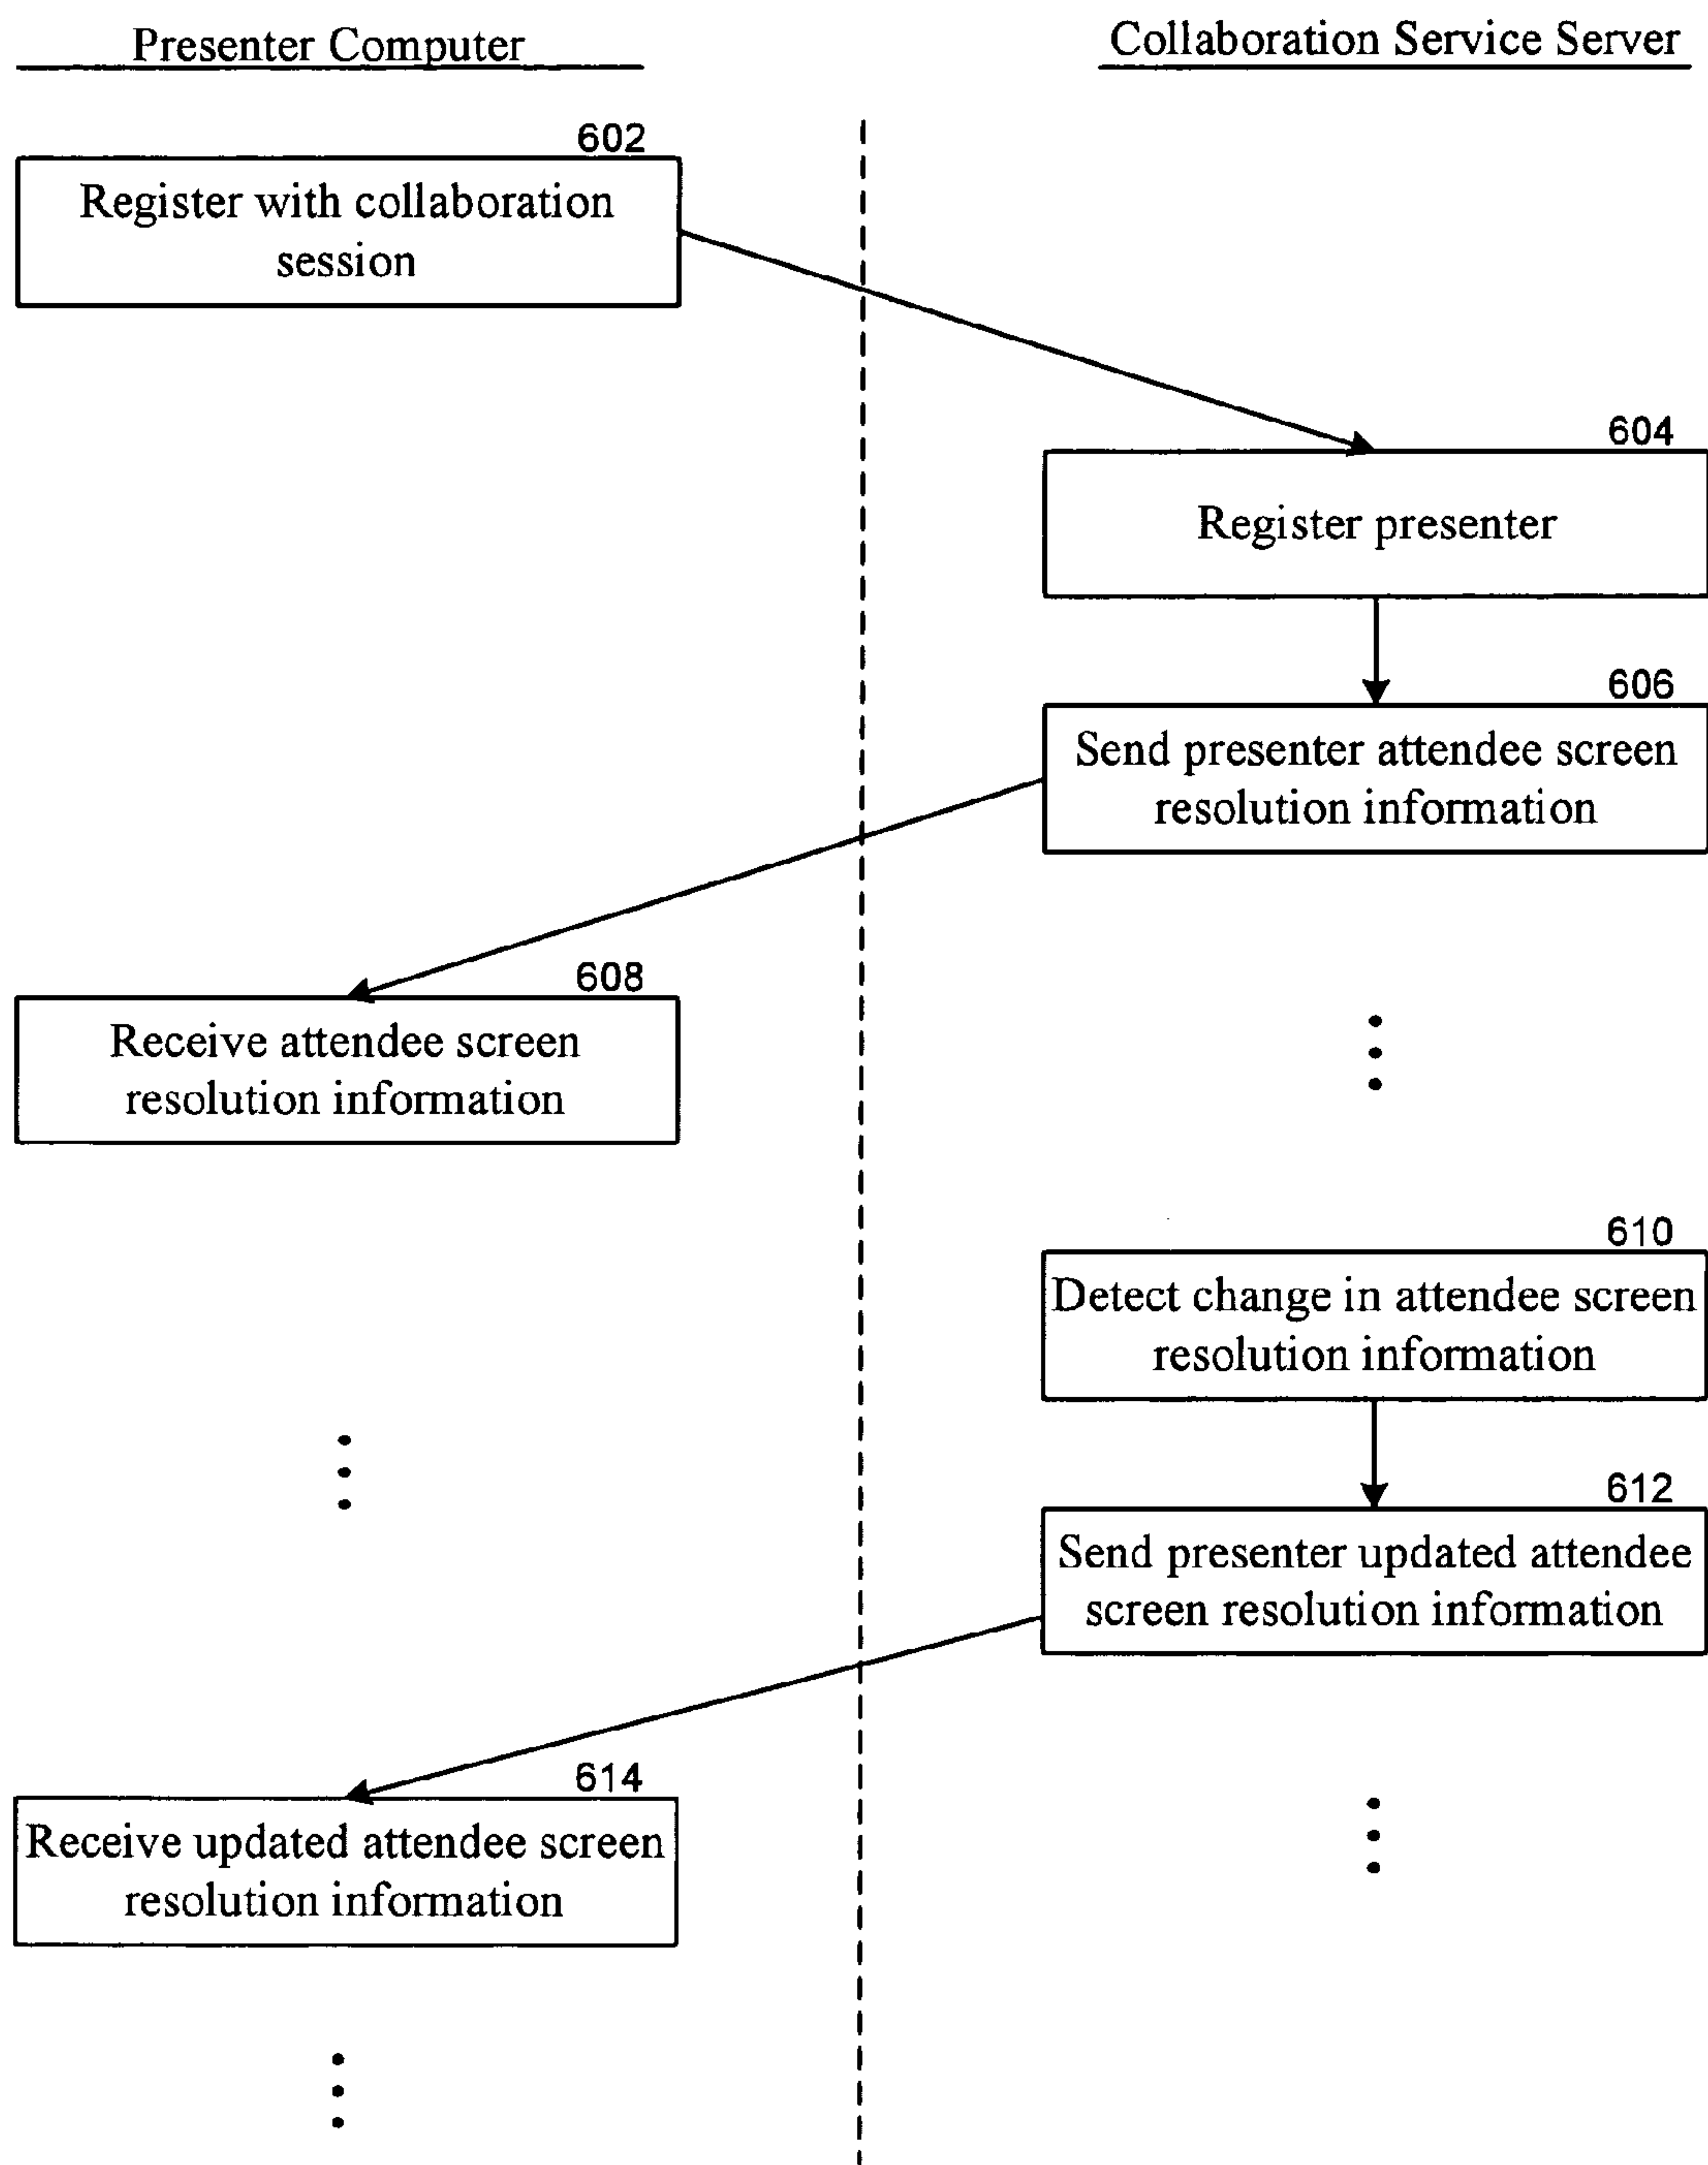 Presenter Computer
Collaboration Service Server
602
Register with collaboration
session
604
Register presenter
606
Send presenter attendee screen
resolution information
608
Receive attendee screen
resolution information
610
Detect change in attendee screen
resolution information
612
Send presenter updated attendee
screen resolution information
614
Receive updated attendee screen
resolution information